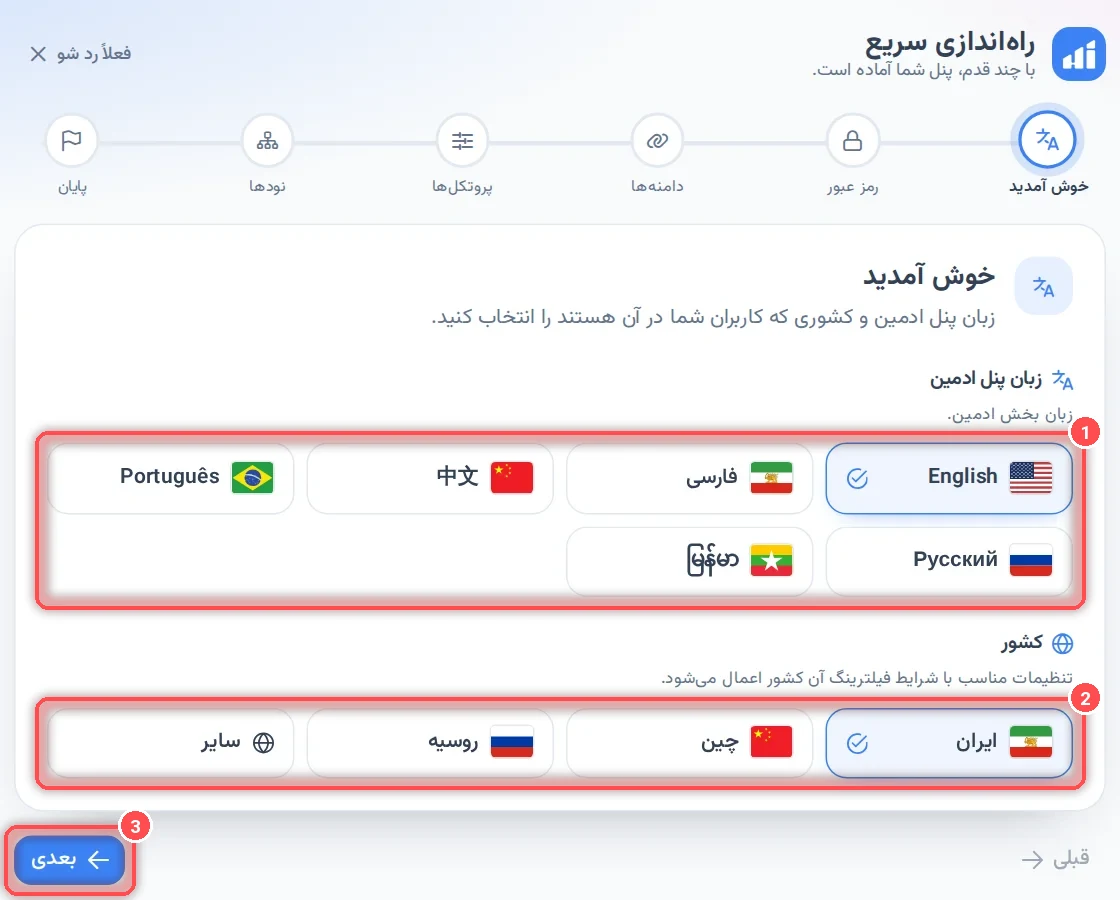 راه‌اندازی سریع
با چند قدم، پنل شما آماده است.
فعلاً رد شو
خوش آمدید
رمز عبور
دامنه‌ها
پروتکل‌ها
نودها
پایان
خوش آمدید
زبان پنل ادمین و کشوری که کاربران شما در آن هستند را انتخاب کنید.
زبان پنل ادمین
زبان بخش ادمین.
1
English
فارسی
中文
Português
Русский
မြန်မာ
کشور
تنظیمات مناسب با شرایط فیلترینگ آن کشور اعمال می‌شود.
2
ایران
چین
روسیه
سایر
3
قبلی
بعدی